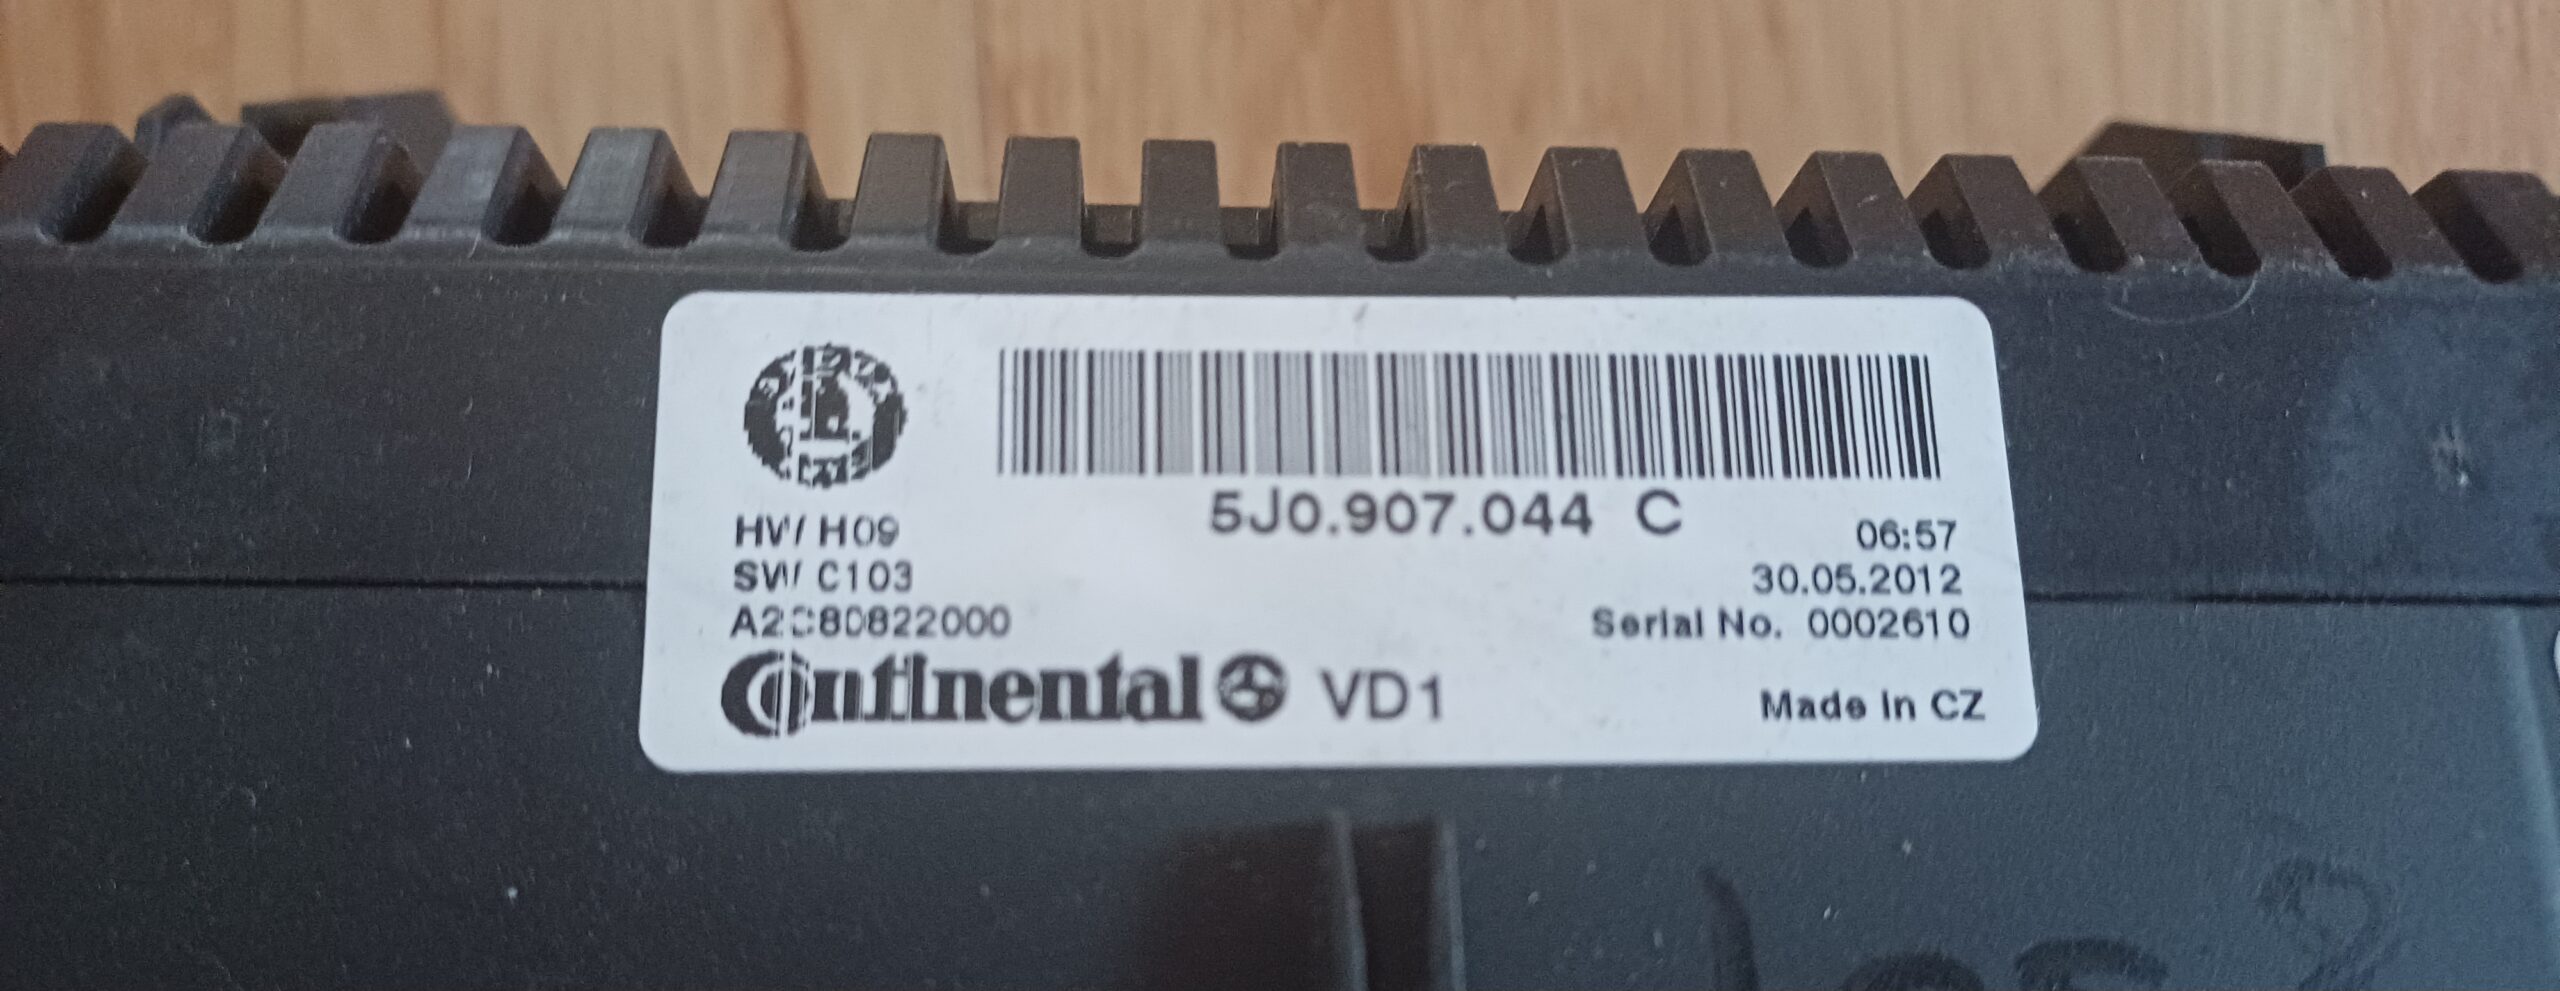 5J0.907.044 C
HW H09
06:57
SW C103
30.05.2012
A2C80822000
Serial No. 0002610
Continental VD1
Made in CZ